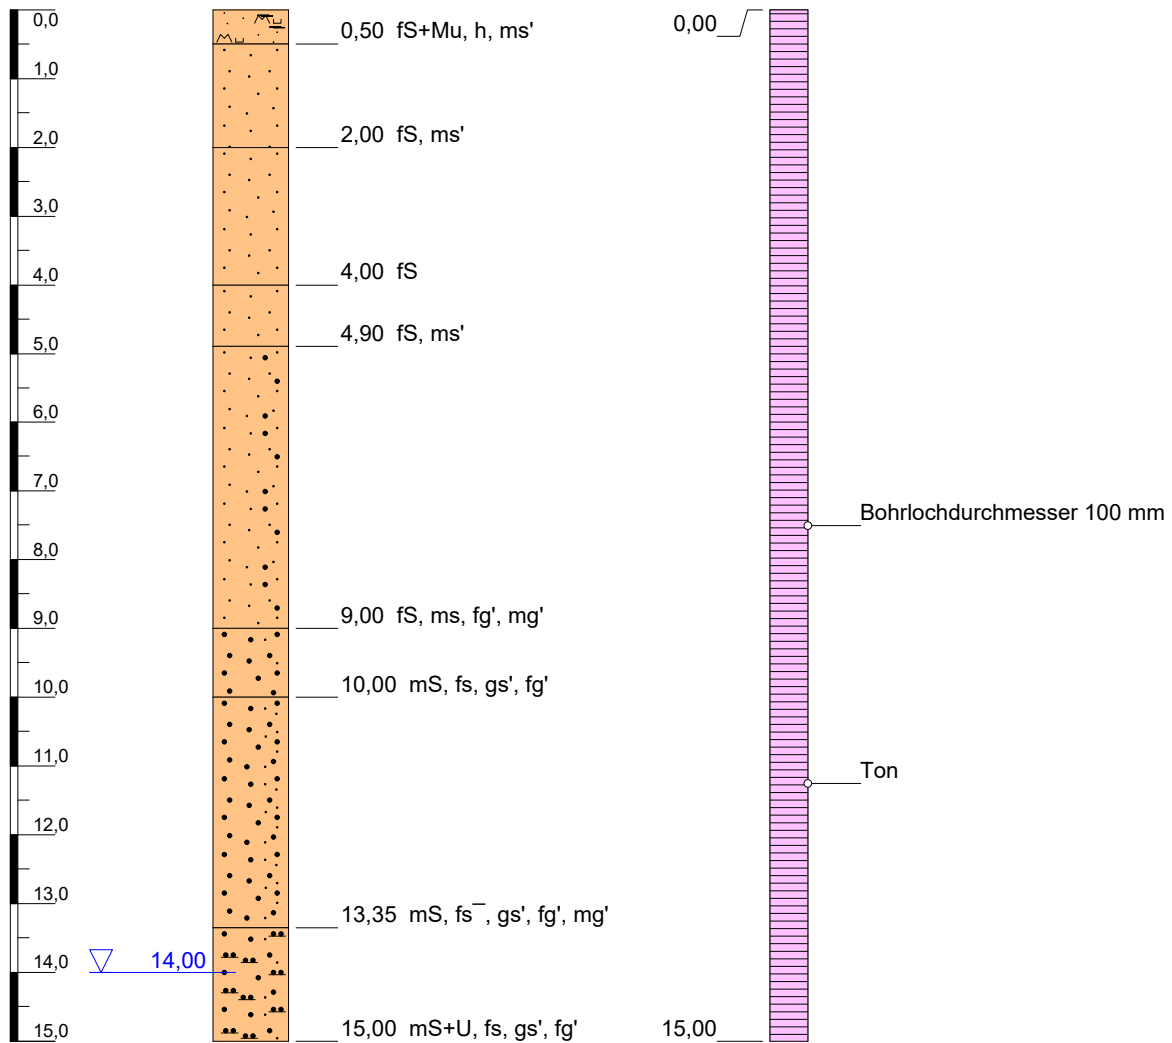 0,0
0,50 fS+Mu, h, ms'
0,00
1,0
2,0
2,00 fS, ms'
3,0
4,0
4,00 fS
4,90 fS, ms'
5,0
6,0
7,0
Bohrlochdurchmesser 100 mm
8,0
9,0
9,00 fS, ms, fg', mg'
10,0
10,00 mS, fs, gs', fg'
11,0
Ton
12,0
13,0
13,35 mS, fs¯, gs', fg', mg'
14,0
14,00
15,0
15,00 mS+U, fs, gs', fg'
15,00